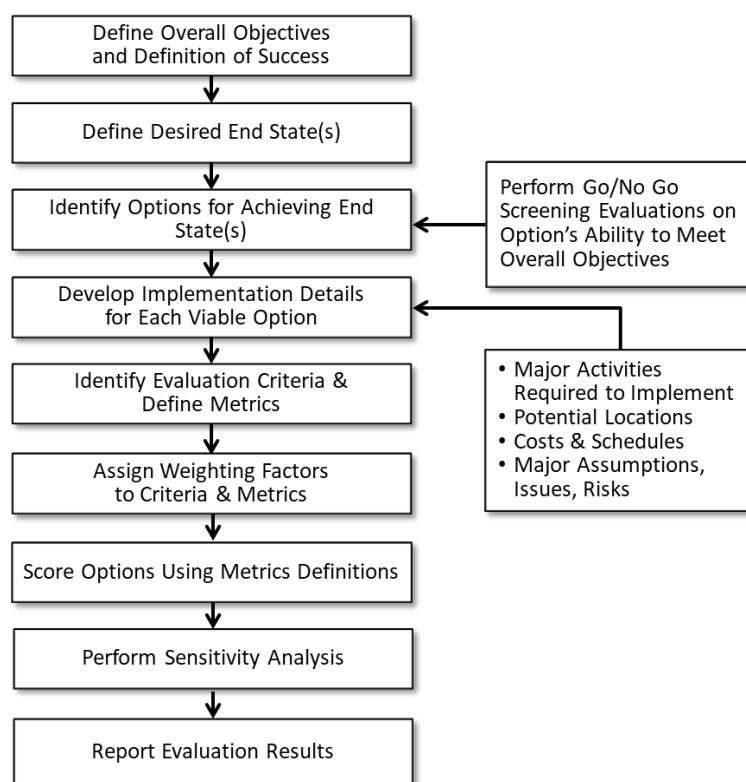 Define Overall Objectives
and Definition of Success
Define Desired End State(s)
Identify Options for Achieving End
State(s)
Perform Go/No Go
Screening Evaluations on
Option's Ability to Meet
Overall Objectives
Develop Implementation Details
for Each Viable Option
• Major Activities
Required to Implement
• Potential Locations
• Costs & Schedules
• Major Assumptions,
Issues, Risks
Identify Evaluation Criteria &
Define Metrics
Assign Weighting Factors
to Criteria & Metrics
Score Options Using Metrics Definitions
Perform Sensitivity Analysis
Report Evaluation Results